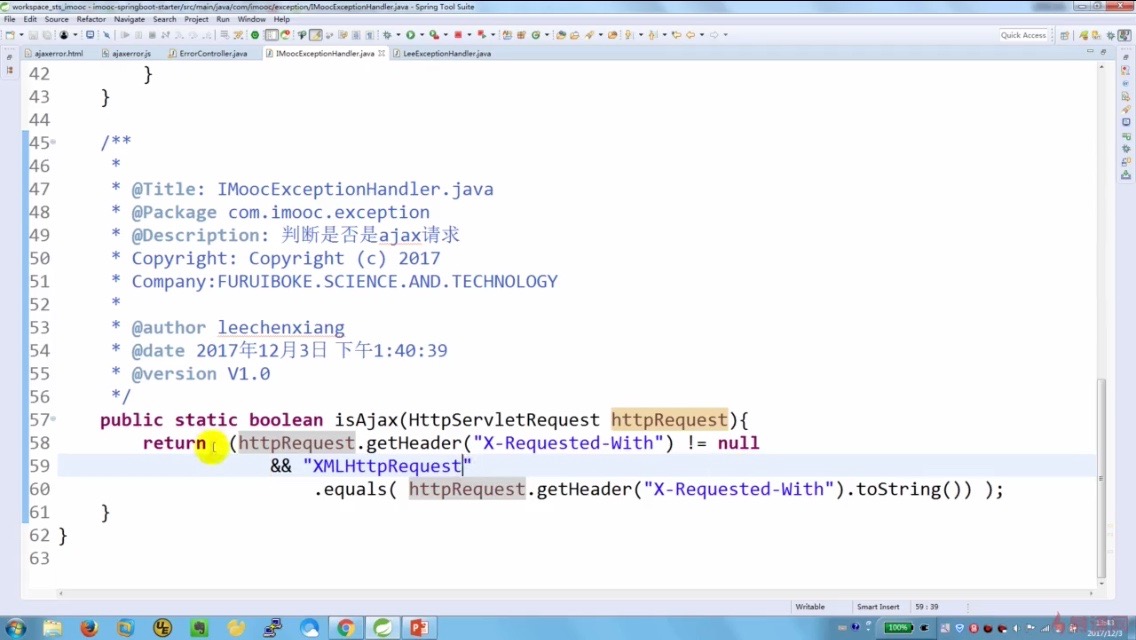 workspace_sts_imooc - imooc-springboot-starter/src/main/java/com/imooc/exception/IMoocExceptionHandler.java - Spring Tool Suite
File Edit Source Refactor Navigate Search Project Run Window Help
Quick Access
ajaxerror.html ajaxerror.js ErrorController.java IMoocExceptionHandler.java LeeExceptionHandler.java
42 }
43 }
44
45 /**
46 *
47 * @Title: IMoocExceptionHandler.java
48 * @Package com.imooc.exception
49 * @Description: 判断是否是ajax请求
50 * Copyright: Copyright (c) 2017
51 * Company:FURUIBOKE.SCIENCE.AND.TECHNOLOGY
52 *
53 * @author leechenxiang
54 * @date 2017年12月3日 下午1:40:39
55 * @version V1.0
56 */
57 public static boolean isAjax(HttpServletRequest httpRequest){
58 return (httpRequest.getHeader("X-Requested-With") != null
59 && "XMLHttpRequest"
60 .equals( httpRequest.getHeader("X-Requested-With").toString()) );
61 }
62 }
63
Writable Smart Insert 59 : 39
100%
2017/12/3